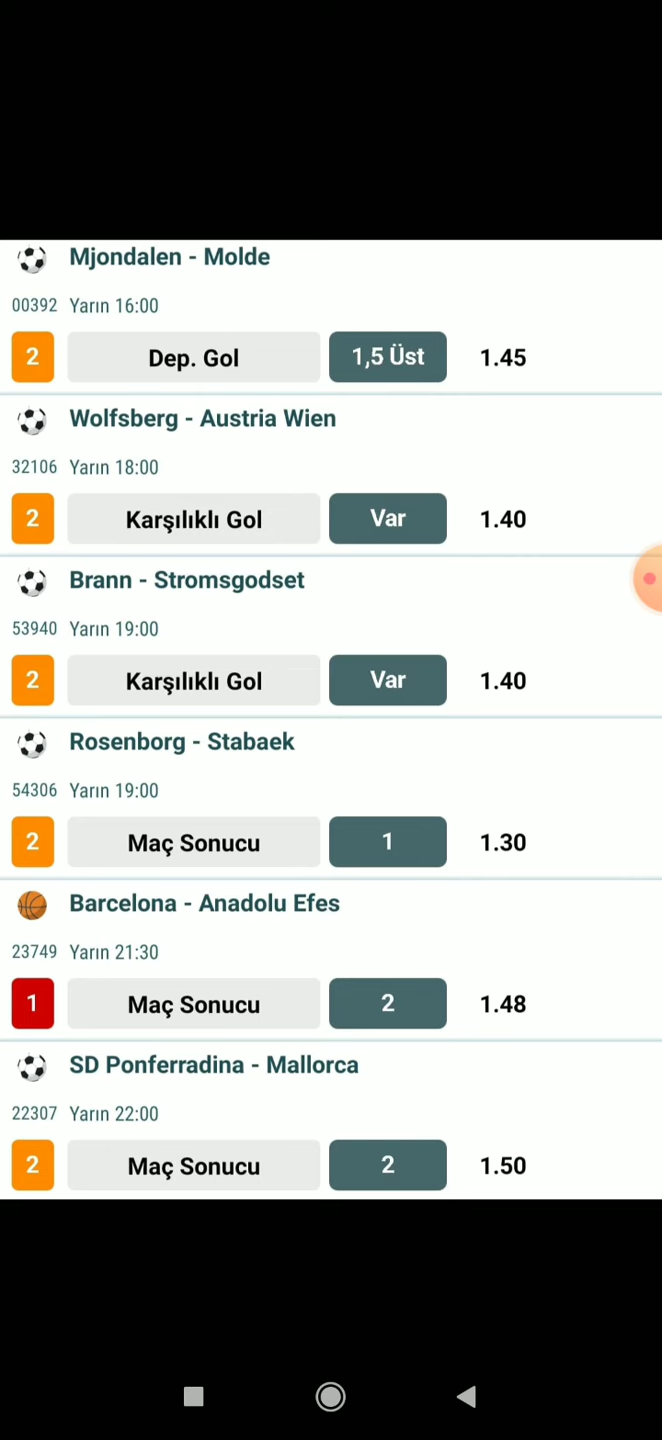 Mjondalen - Molde
00392 Yarın 16:00
2 Dep. Gol 1,5 Üst 1.45
Wolfsberg - Austria Wien
32106 Yarın 18:00
2 Karşılıklı Gol Var 1.40
Brann - Stromsgodset
53940 Yarın 19:00
2 Karşılıklı Gol Var 1.40
Rosenborg - Stabaek
54306 Yarın 19:00
2 Maç Sonucu 1 1.30
Barcelona - Anadolu Efes
23749 Yarın 21:30
1 Maç Sonucu 2 1.48
SD Ponferradina - Mallorca
22307 Yarın 22:00
2 Maç Sonucu 2 1.50